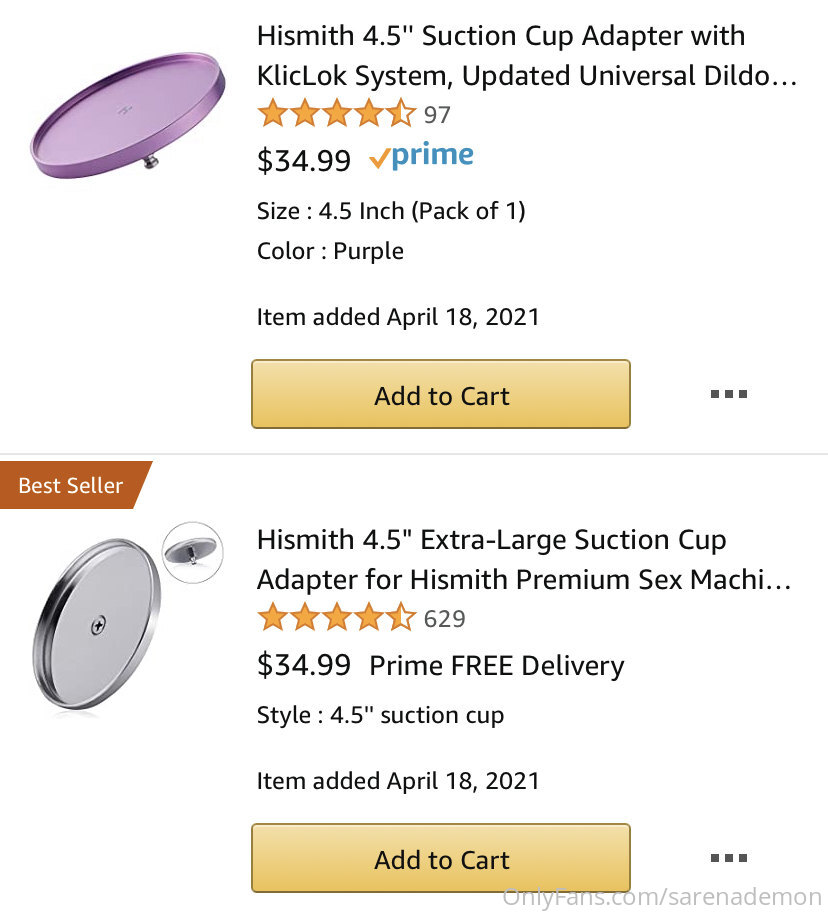 Hismith 4.5'' Suction Cup Adapter with
KlicLok System, Updated Universal Dildo...
97
$34.99 prime
Size : 4.5 Inch (Pack of 1)
Color : Purple
Item added April 18, 2021
Add to Cart
Best Seller
Hismith 4.5" Extra-Large Suction Cup
Adapter for Hismith Premium Sex Machi...
629
$34.99 Prime FREE Delivery
Style : 4.5'' suction cup
Item added April 18, 2021
Add to Cart
OnlyFans.com/sarenademon